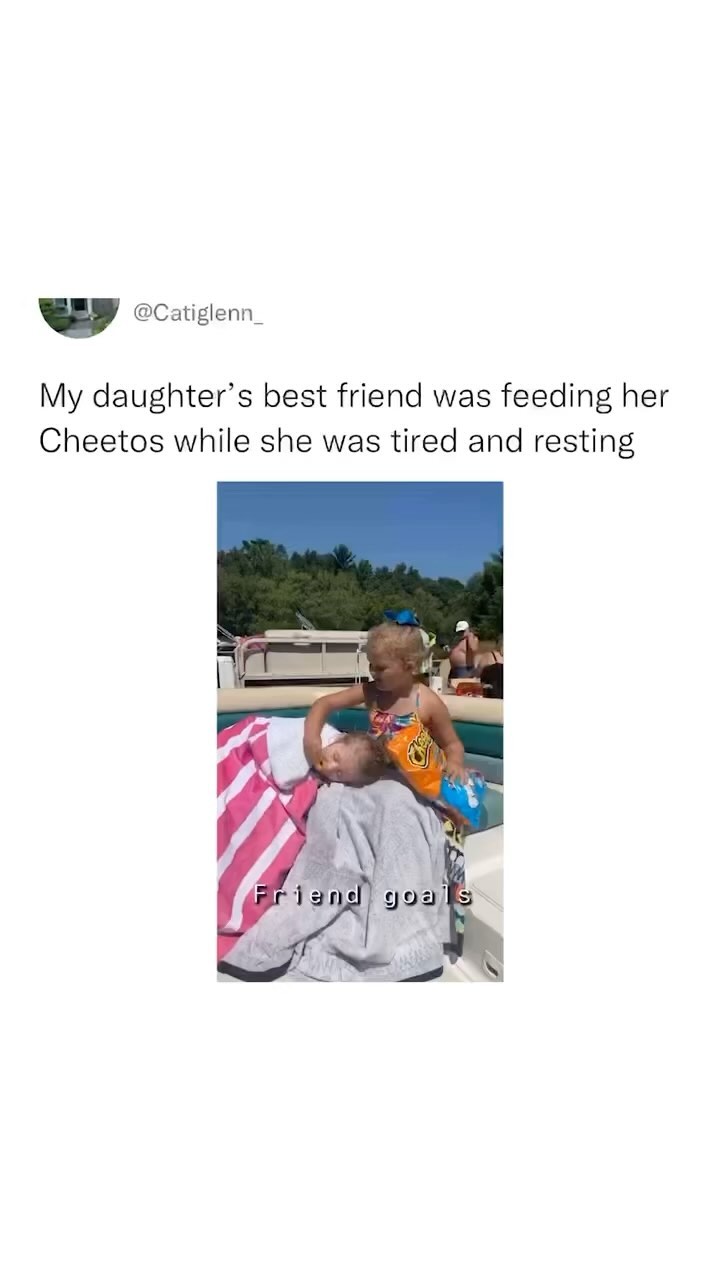 @Catiglenn_
My daughter’s best friend was feeding her
Cheetos while she was tired and resting
Friend goals